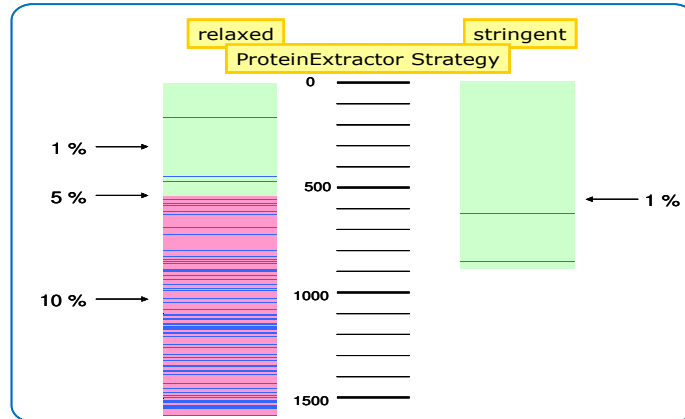 relaxed
stringent
ProteinExtractor Strategy
0
1 %
5 %
500
1 %
10 %
1000
1500